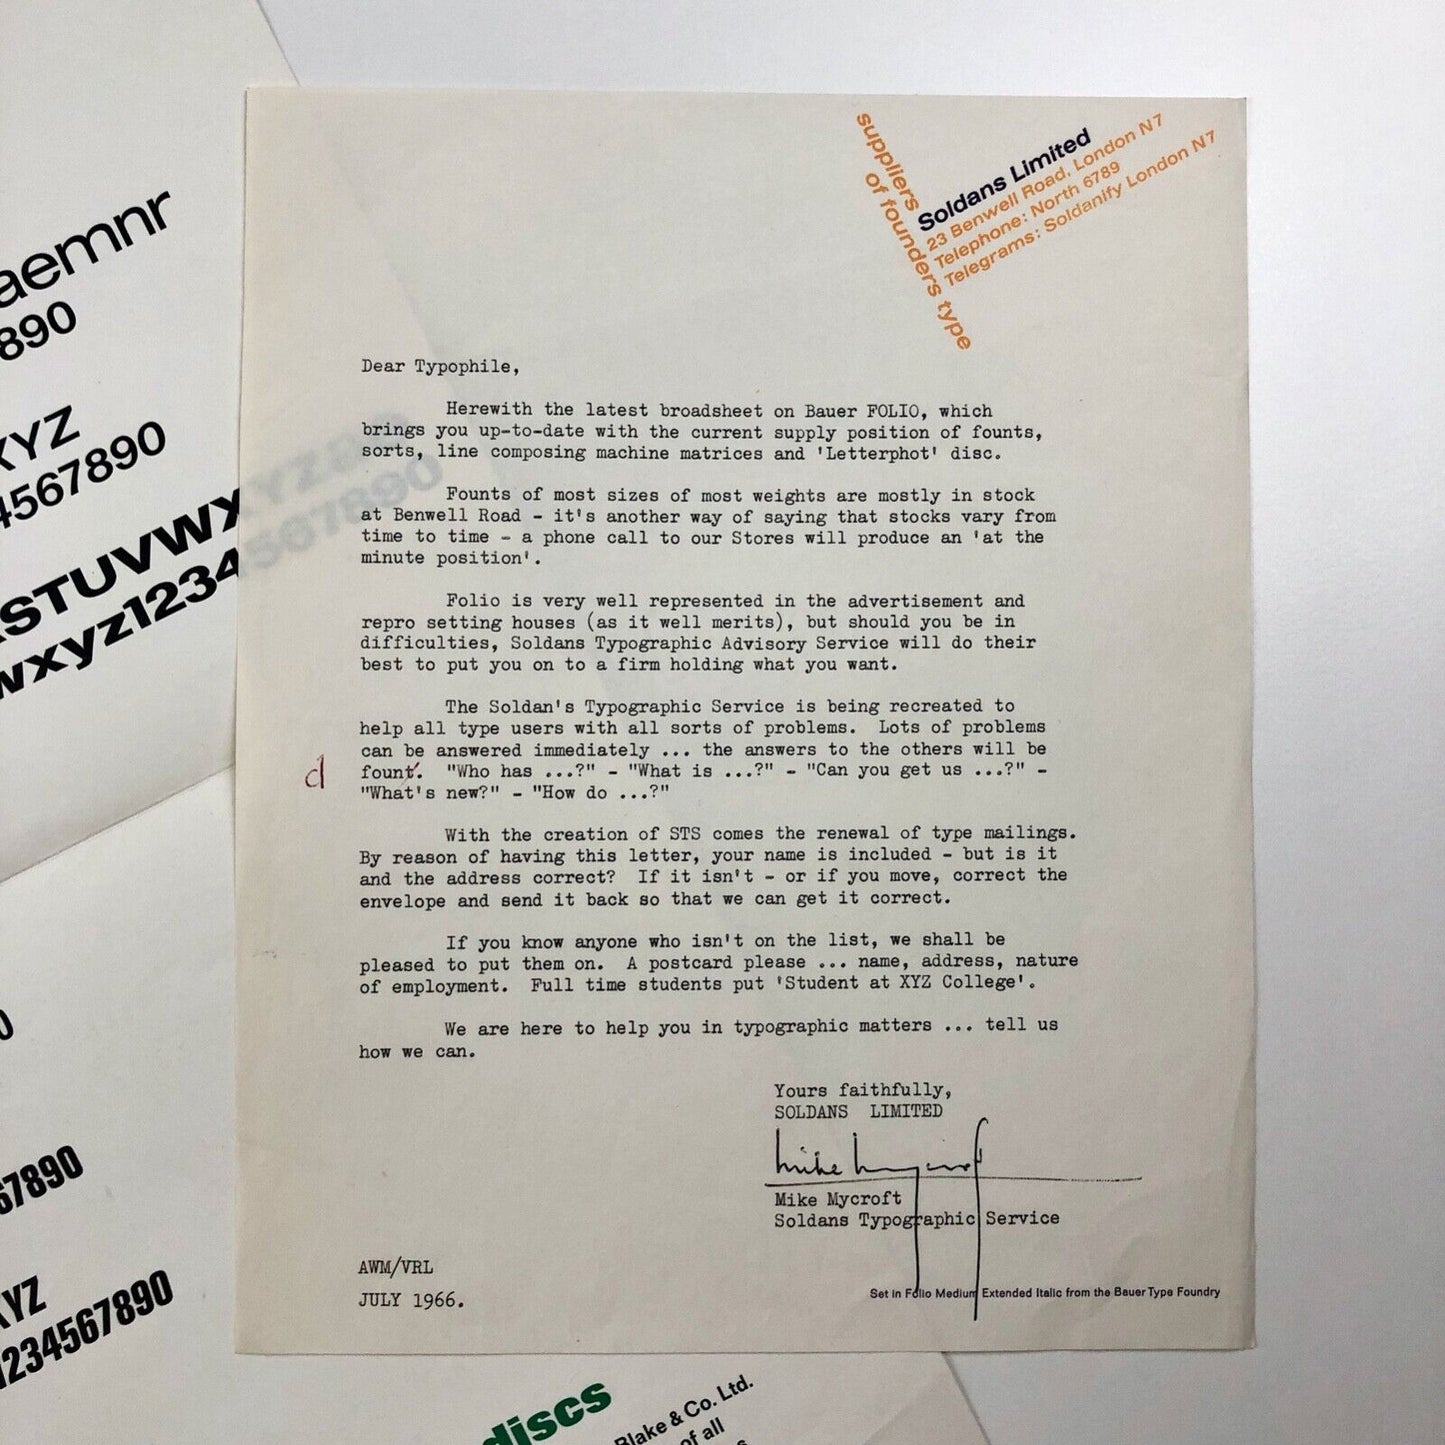 suppliers
of founders type
Soldans Limited
23 Benwell Road, London N7
Telephone: North 6789
Telegrams: Soldanify London N7
Dear Typophile,
Herewith the latest broadsheet on Bauer FOLIO, which
brings you up-to-date with the current supply position of founts,
sorts, line composing machine matrices and 'Letterphot' disc.
Founts of most sizes of most weights are mostly in stock
at Benwell Road - it's another way of saying that stocks vary from
time to time - a phone call to our Stores will produce an 'at the
minute position'.
Folio is very well represented in the advertisement and
repro setting houses (as it well merits), but should you be in
difficulties, Soldans Typographic Advisory Service will do their
best to put you on to a firm holding what you want.
The Soldan's Typographic Service is being recreated to
help all type users with all sorts of problems. Lots of problems
can be answered immediately ... the answers to the others will be
d
fount. "Who has ...?" - "What is ...?" - "Can you get us ...?" -
"What's new?" - "How do ...?"
With the creation of STS comes the renewal of type mailings.
By reason of having this letter, your name is included - but is it
and the address correct? If it isn't - or if you move, correct the
envelope and send it back so that we can get it correct.
If you know anyone who isn't on the list, we shall be
pleased to put them on. A postcard please ... name, address, nature
of employment. Full time students put 'Student at XYZ College'.
We are here to help you in typographic matters ... tell us
how we can.
Yours faithfully,
SOLDANS LIMITED
Mike Mycroft
Mike Mycroft
Soldans Typographic Service
AWM/VRL
JULY 1966.
Set in Folio Medium Extended Italic from the Bauer Type Foundry
aemnr
890
XYZ
4567890
STUVWX
wxyz1234
67890
XYZ
1234567890
discs
Blake & Co. Ltd.
of all